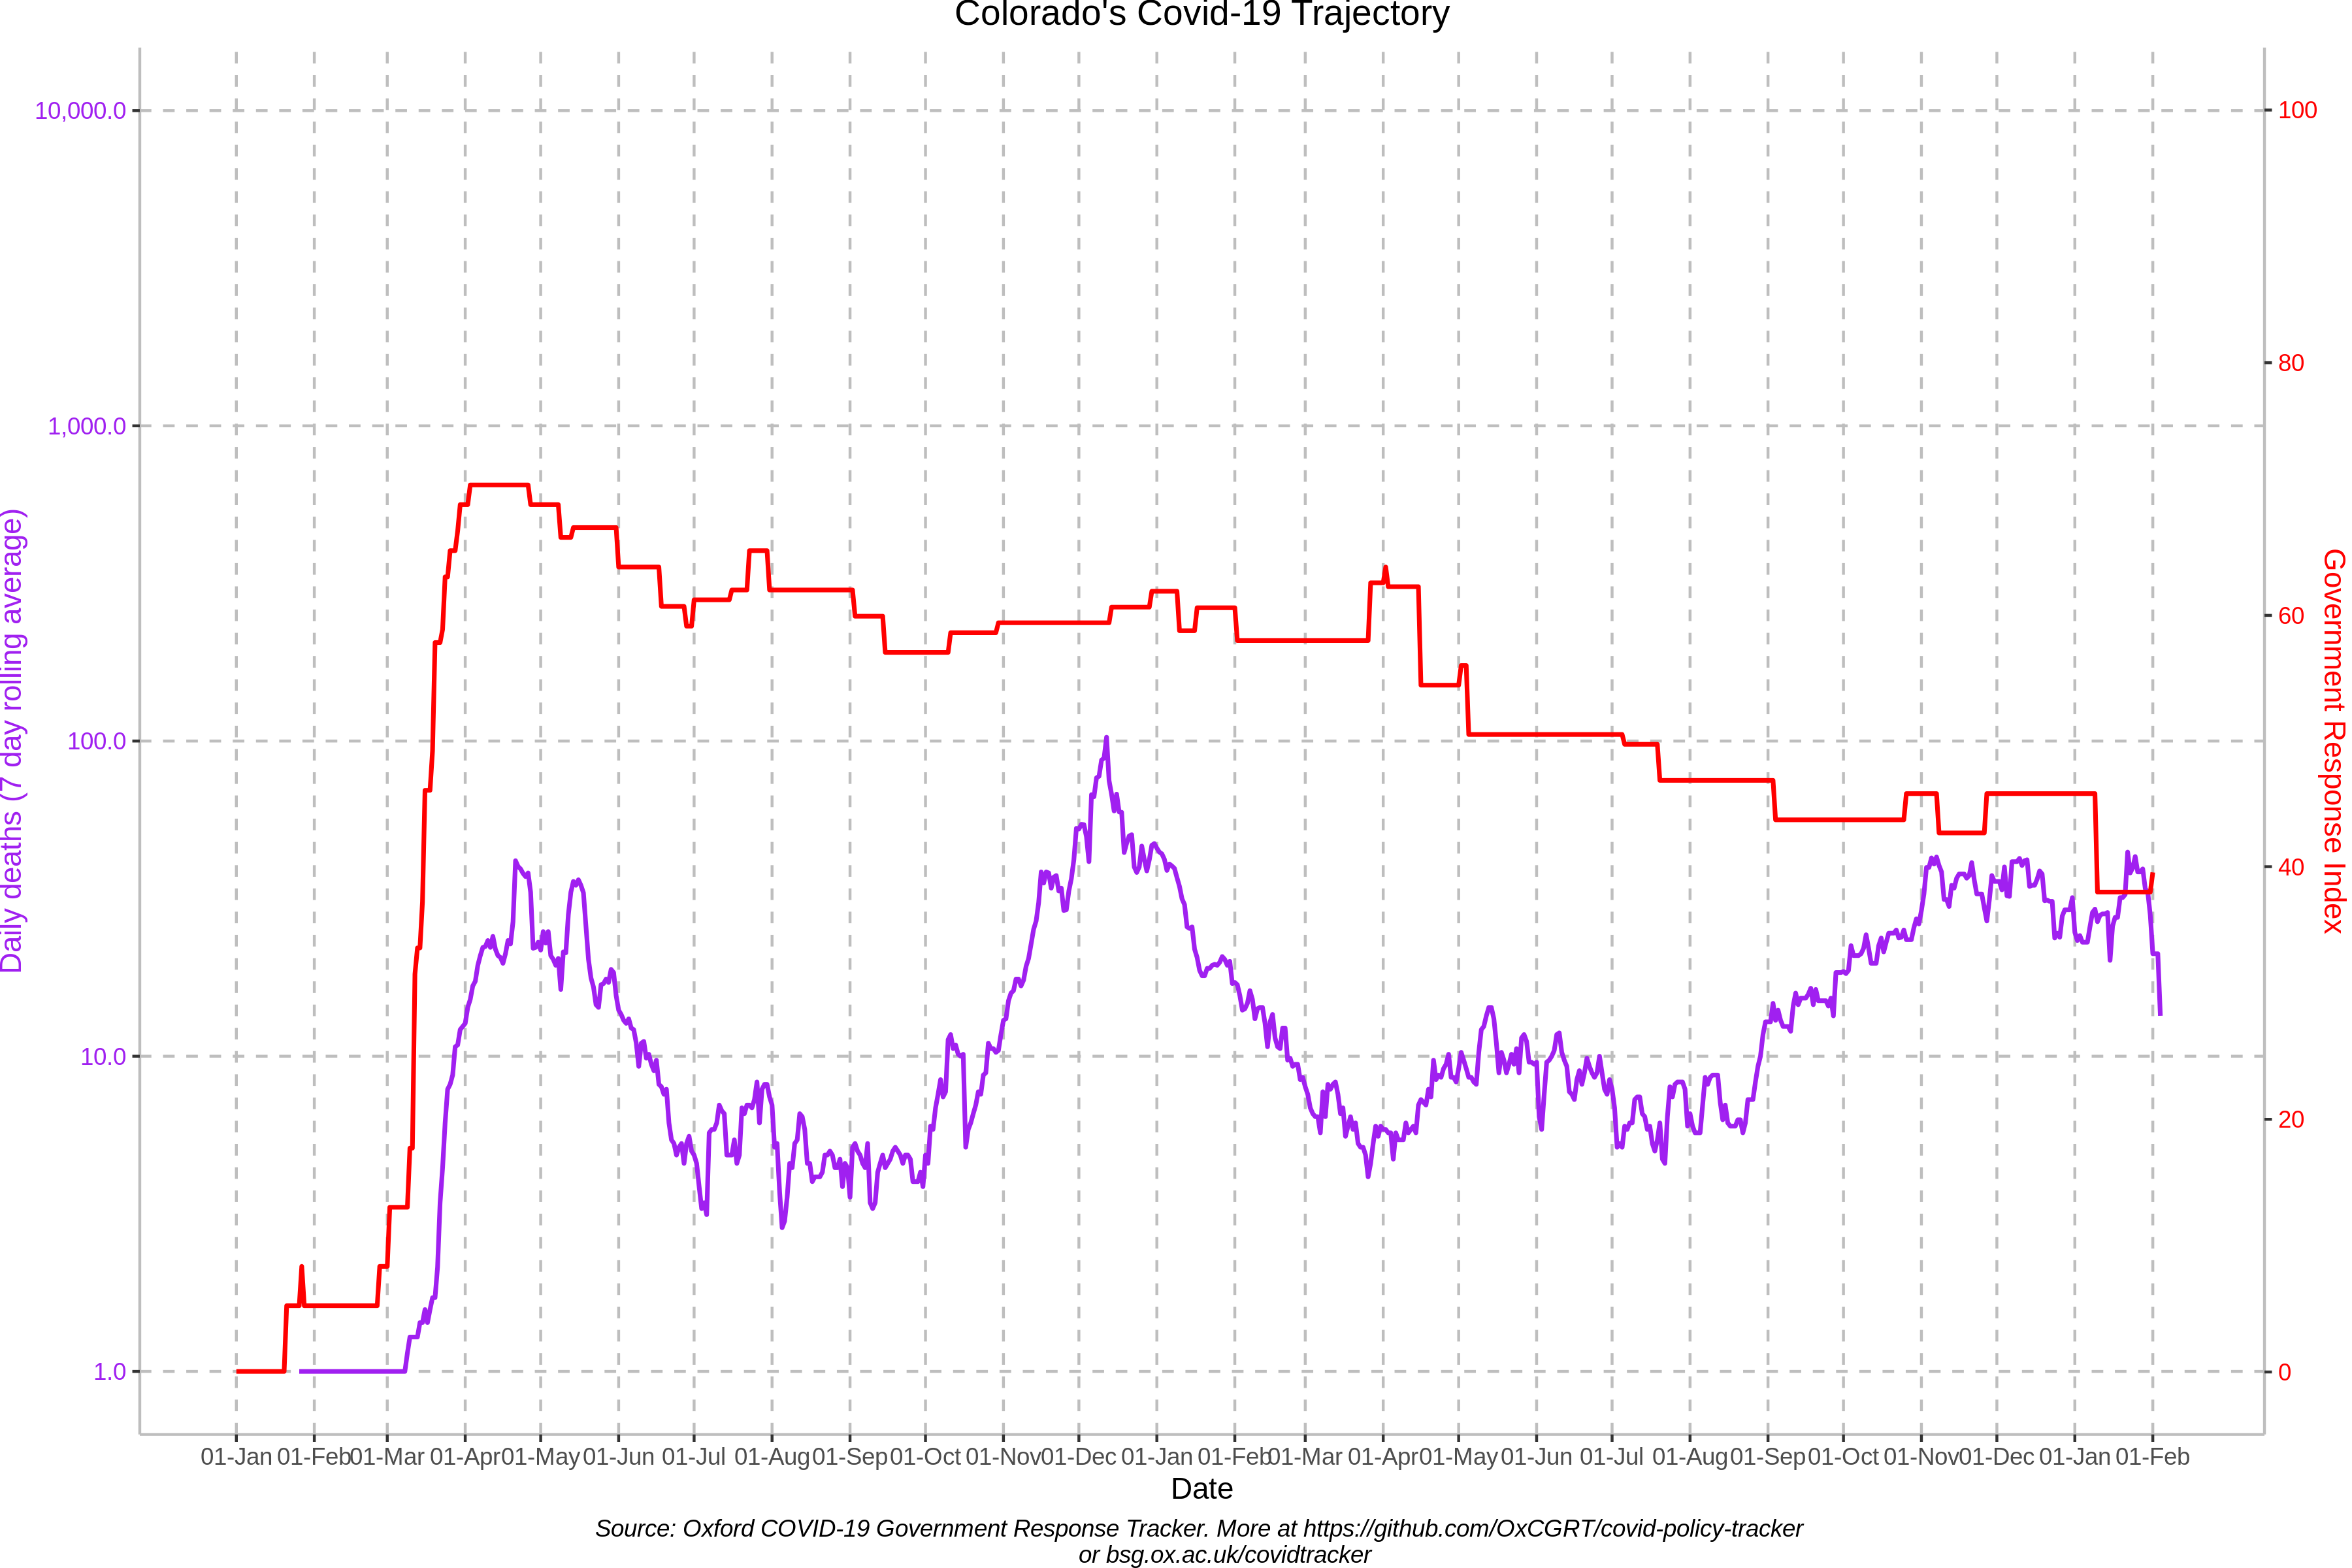 Colorado's Covid-19 Trajectory
10,000.0
1,000.0
100.0
10.0
1.0
Daily deaths (7 day rolling average)
100
80
60
40
20
0
Government Response Index
01-Jan 01-Feb 01-Mar 01-Apr 01-May 01-Jun 01-Jul 01-Aug 01-Sep 01-Oct 01-Nov 01-Dec 01-Jan 01-Feb 01-Mar 01-Apr 01-May 01-Jun 01-Jul 01-Aug 01-Sep 01-Oct 01-Nov 01-Dec 01-Jan 01-Feb
Date
Source: Oxford COVID-19 Government Response Tracker. More at https://github.com/OxCGRT/covid-policy-tracker
or bsg.ox.ac.uk/covidtracker